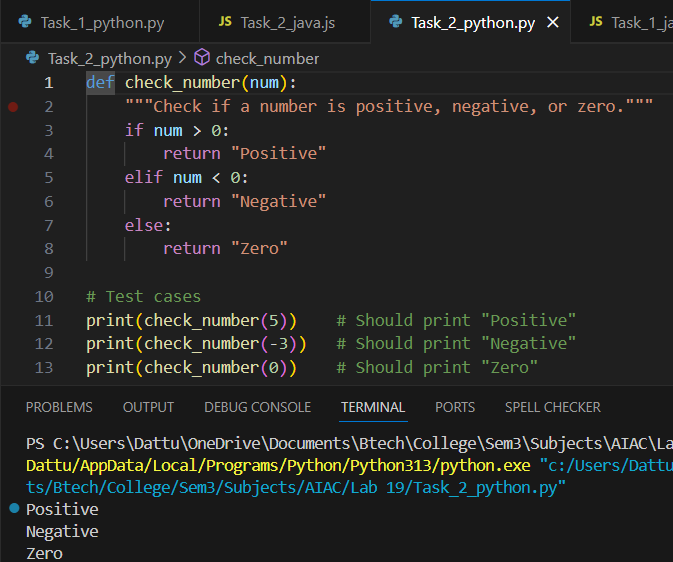 Task_1_python.py JS Task_2_java.js Task_2_python.py × JS Task_1_ja
Task_2_python.py > check_number
1 def check_number(num):
2 """Check if a number is positive, negative, or zero."""
3 if num > 0:
4 return "Positive"
5 elif num < 0:
6 return "Negative"
7 else:
8 return "Zero"
9
10 # Test cases
11 print(check_number(5)) # Should print "Positive"
12 print(check_number(-3)) # Should print "Negative"
13 print(check_number(0)) # Should print "Zero"
PROBLEMS OUTPUT DEBUG CONSOLE TERMINAL PORTS SPELL CHECKER
PS C:\Users\Dattu\OneDrive\Documents\Btech\College\Sem3\Subjects\AIAC\La
Dattu/AppData/Local/Programs/Python/Python313/python.exe "c:/Users/Dattu
ts/Btech/College/Sem3/Subjects/AIAC/Lab 19/Task_2_python.py"
Positive
Negative
Zero